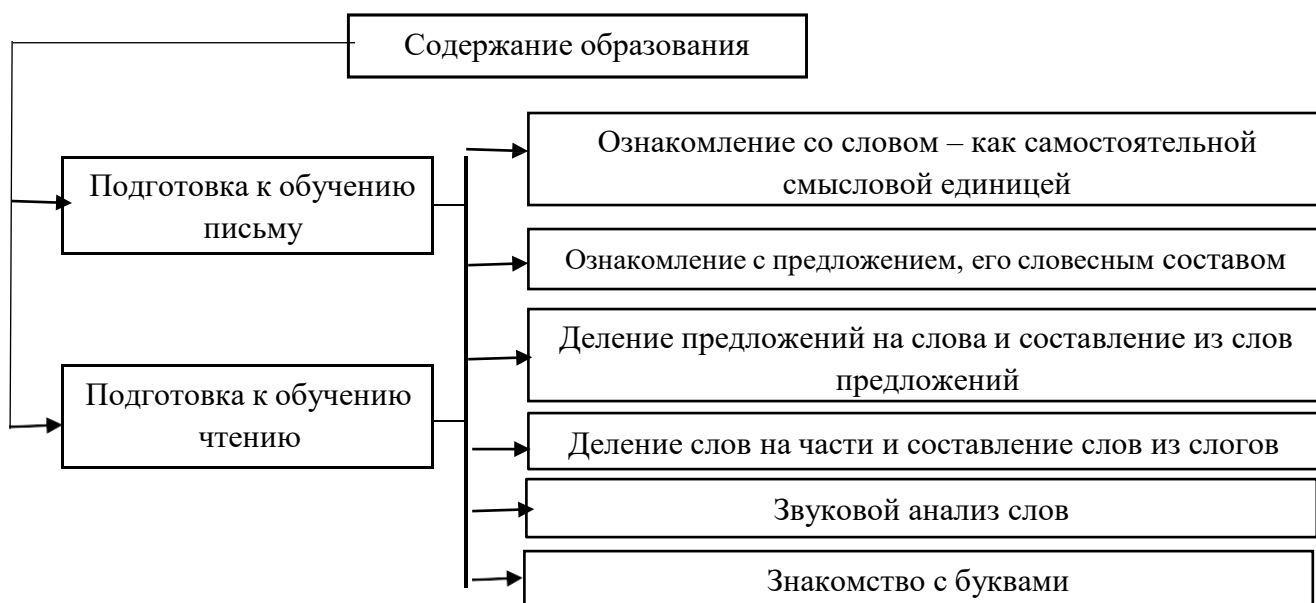 Содержание образования
Подготовка к обучению
письму
Подготовка к обучению
чтению
Ознакомление со словом – как самостоятельной
смысловой единицей
Ознакомление с предложением, его словесным составом
Деление предложений на слова и составление из слов
предложений
Деление слов на части и составление слов из слогов
Звуковой анализ слов
Знакомство с буквами